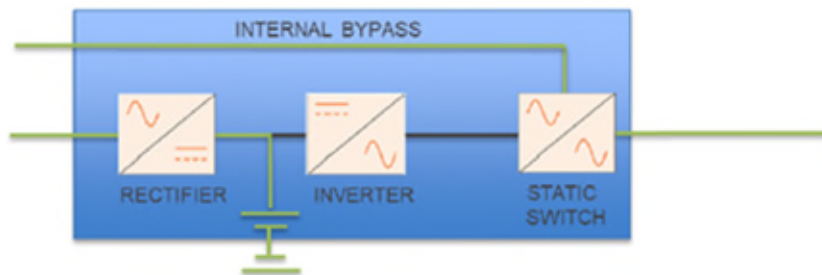 INTERNAL BYPASS
RECTIFIER
INVERTER
STATIC
SWITCH